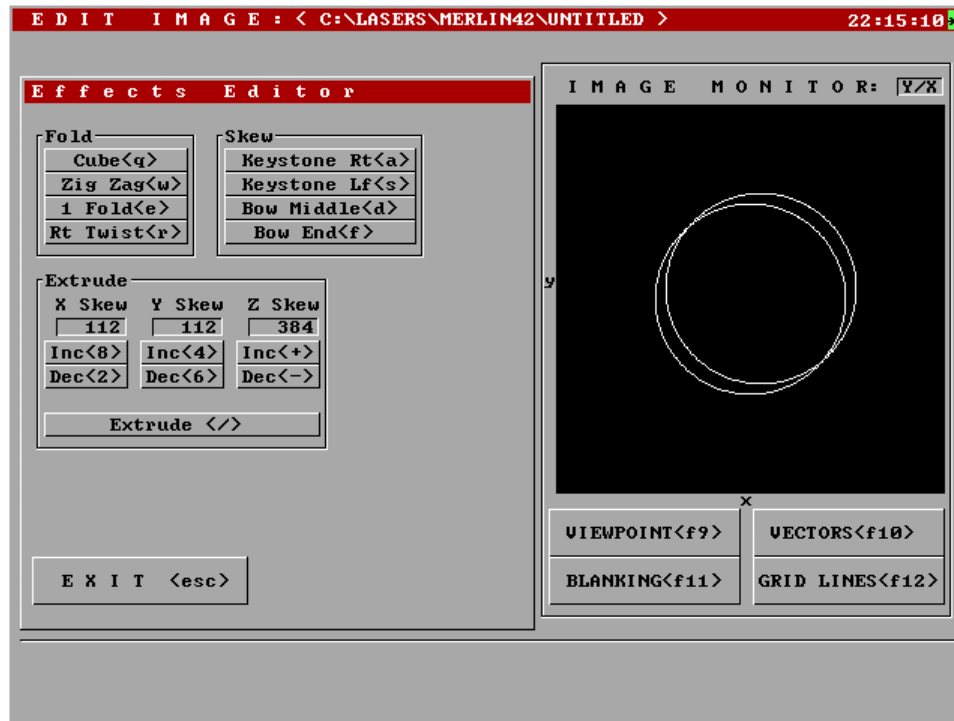 E D I T   I M A G E : < C:\LASERS\MERLIN42\UNTITLED >   22:15:10
E f f e c t s   E d i t o r
Fold
Cube<q>
Zig Zag<w>
1 Fold<e>
Rt Twist<r>
Skew
Keystone Rt<a>
Keystone Lf<s>
Bow Middle<d>
Bow End<f>
Extrude
X Skew   Y Skew   Z Skew
112   112   384
Inc<8>   Inc<4>   Inc<+>
Dec<2>   Dec<6>   Dec<->
Extrude </>
E X I T  <esc>
I M A G E   M O N I T O R: Y/X
y
x
VIEWPOINT<f9>   VECTORS<f10>
BLANKING<f11>   GRID LINES<f12>